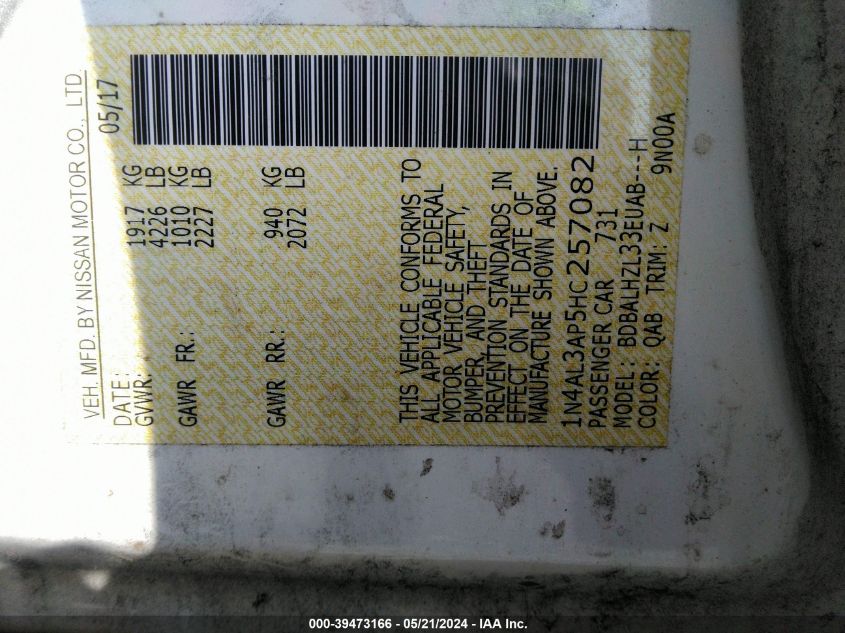 VEH. MFD. BY NISSAN MOTOR CO., LTD
DATE: 05/17
GVWR: 1917 KG
4226 LB
GAWR FR.: 1010 KG
2227 LB
GAWR RR.: 940 KG
2072 LB
THIS VEHICLE CONFORMS TO
ALL APPLICABLE FEDERAL
MOTOR VEHICLE SAFETY,
BUMPER, AND THEFT
PREVENTION STANDARDS IN
EFFECT ON THE DATE OF
MANUFACTURE SHOWN ABOVE.
1N4AL3AP5HC257082
PASSENGER CAR 731
MODEL: BDBALHZL33EUAB---H
COLOR: QAB TRIM: Z 9N00A
000-39473166 - 05/21/2024 - IAA Inc.